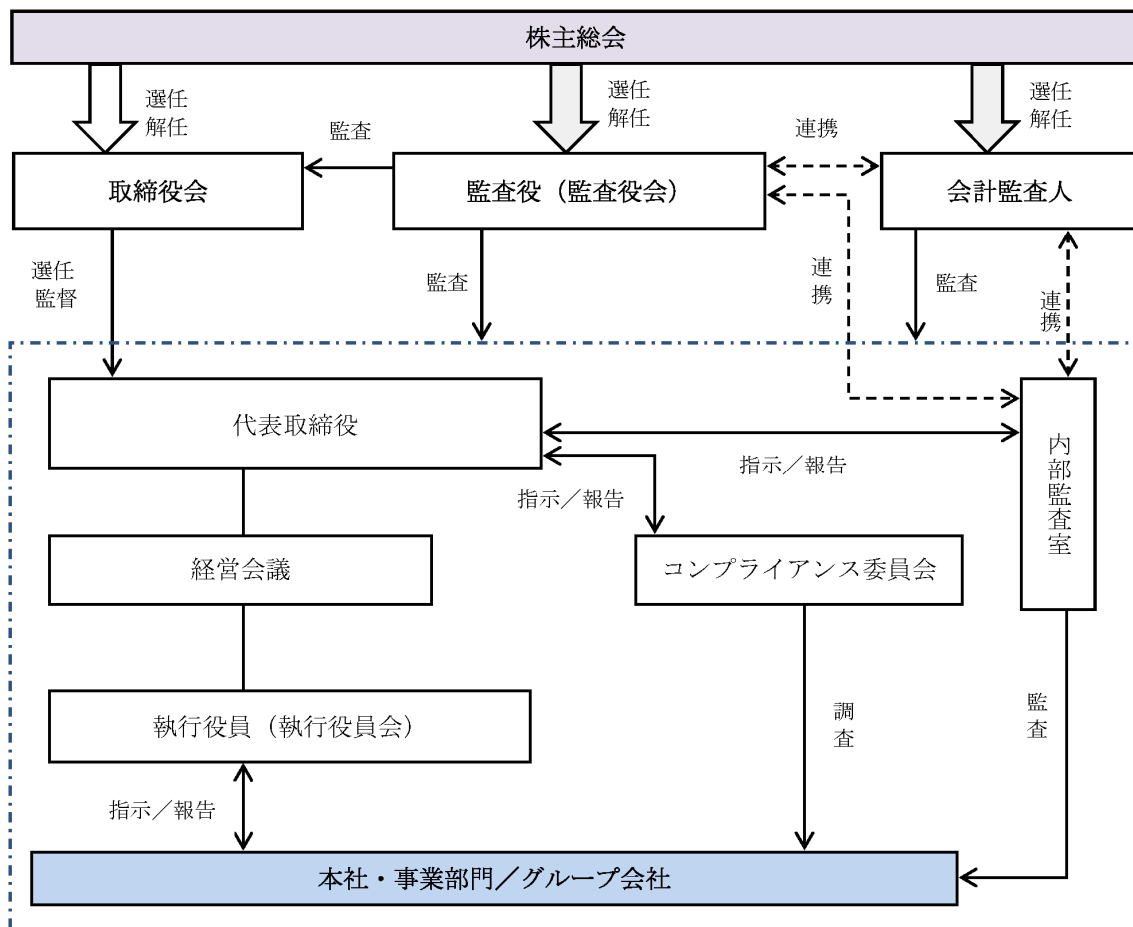 株主総会
選任
解任
選任
解任
選任
解任
監査
連携
取締役会
監査役（監査役会）
会計監査人
選任
監督
監査
連携
監査
連携
代表取締役
指示／報告
指示／報告
内部監査室
経営会議
コンプライアンス委員会
執行役員（執行役員会）
調査
監査
指示／報告
本社・事業部門／グループ会社